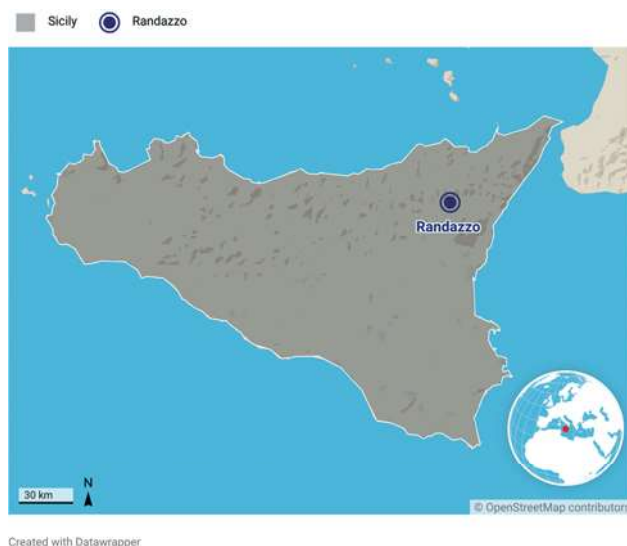 Sicily Randazzo
Randazzo
N
30 km
© OpenStreetMap contributors
Created with Datawrapper